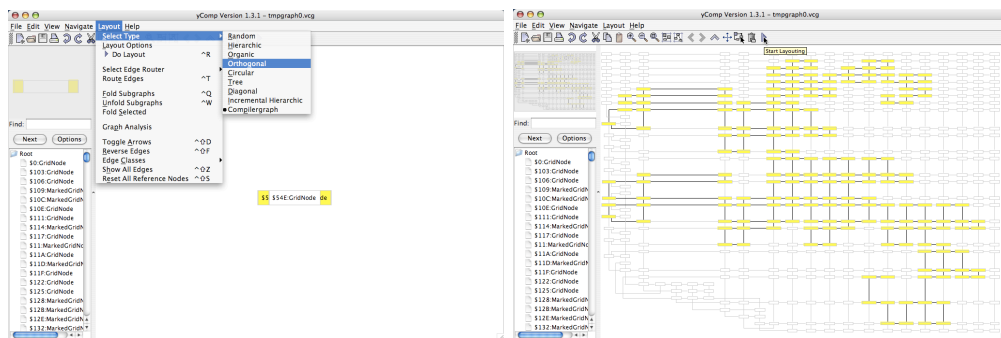 yComp Version 1.3.1 – tmpgraph0.vcg
File Edit View Navigate Layout Help
Select Type
Layout Options
Do Layout ^R
Select Edge Router
Route Edges ^T
Fold Subgraphs ^Q
Unfold Subgraphs ^W
Fold Selected
Graph Analysis
Toggle Arrows ^⇧D
Reverse Edges ^⇧F
Edge Classes
Show All Edges ^⇧Z
Reset All Reference Nodes ^⇧S
Random
Hierarchic
Organic
Orthogonal
Circular
Tree
Diagonal
Incremental Hierarchic
Compilergraph
Find:
Next Options
Root
$0:GridNode
$103:GridNode
$106:GridNode
$109:MarkedGridN
$10C:MarkedGridN
$10E:GridNode
$111:GridNode
$114:MarkedGridN
$117:GridNode
$11:MarkedGridNo
$11A:GridNode
$11D:MarkedGridN
$11F:GridNode
$122:GridNode
$125:GridNode
$128:MarkedGridN
$12B:GridNode
$12E:MarkedGridN
$132:MarkedGridN
$5 $54E:GridNode de
yComp Version 1.3.1 – tmpgraph0.vcg
File Edit View Navigate Layout Help
Start Layouting
Find:
Next Options
Root
$0:GridNode
$103:GridNode
$106:GridNode
$109:MarkedGridN
$10C:MarkedGridN
$10E:GridNode
$111:GridNode
$114:MarkedGridN
$117:GridNode
$11:MarkedGridNo
$11A:GridNode
$11D:MarkedGridN
$11F:GridNode
$122:GridNode
$125:GridNode
$128:MarkedGridN
$12B:GridNode
$12E:MarkedGridN
$132:MarkedGridN